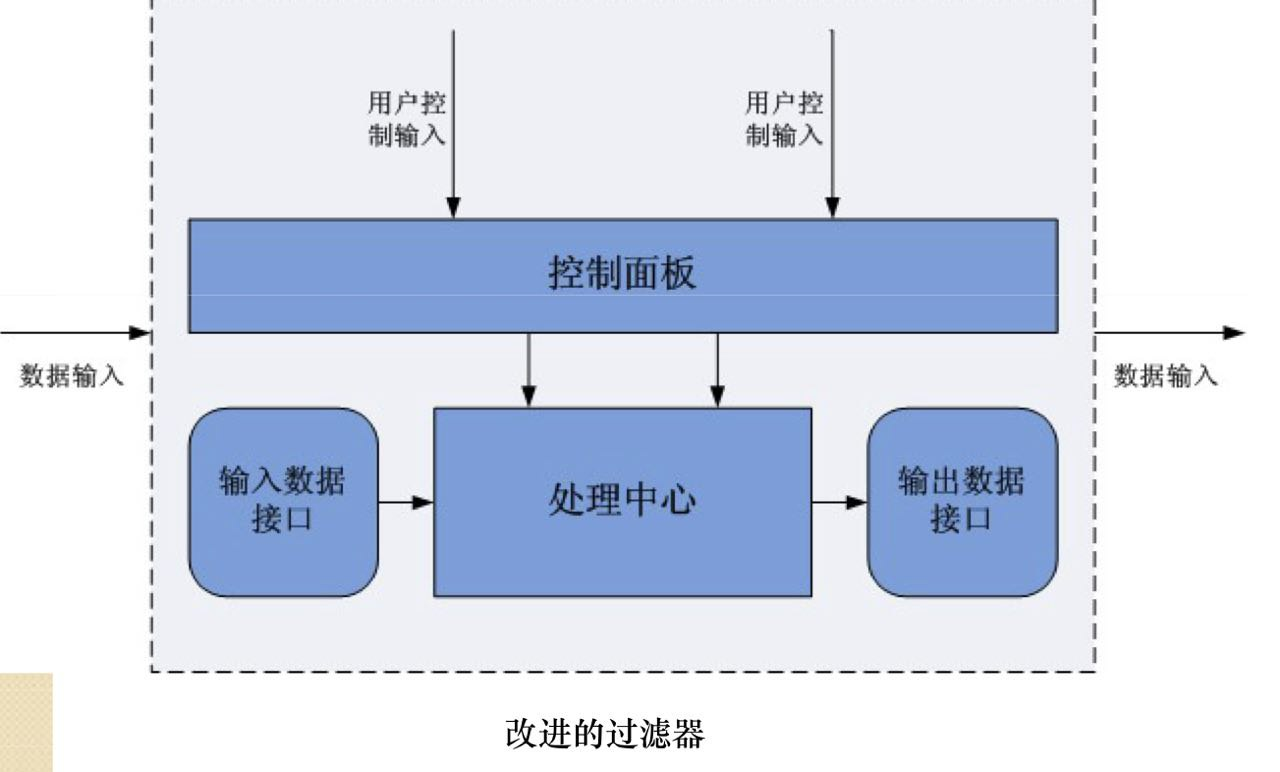 用户控
制输入
用户控
制输入
控制面板
数据输入
数据输入
输入数据
接口
处理中心
输出数据
接口
改进的过滤器